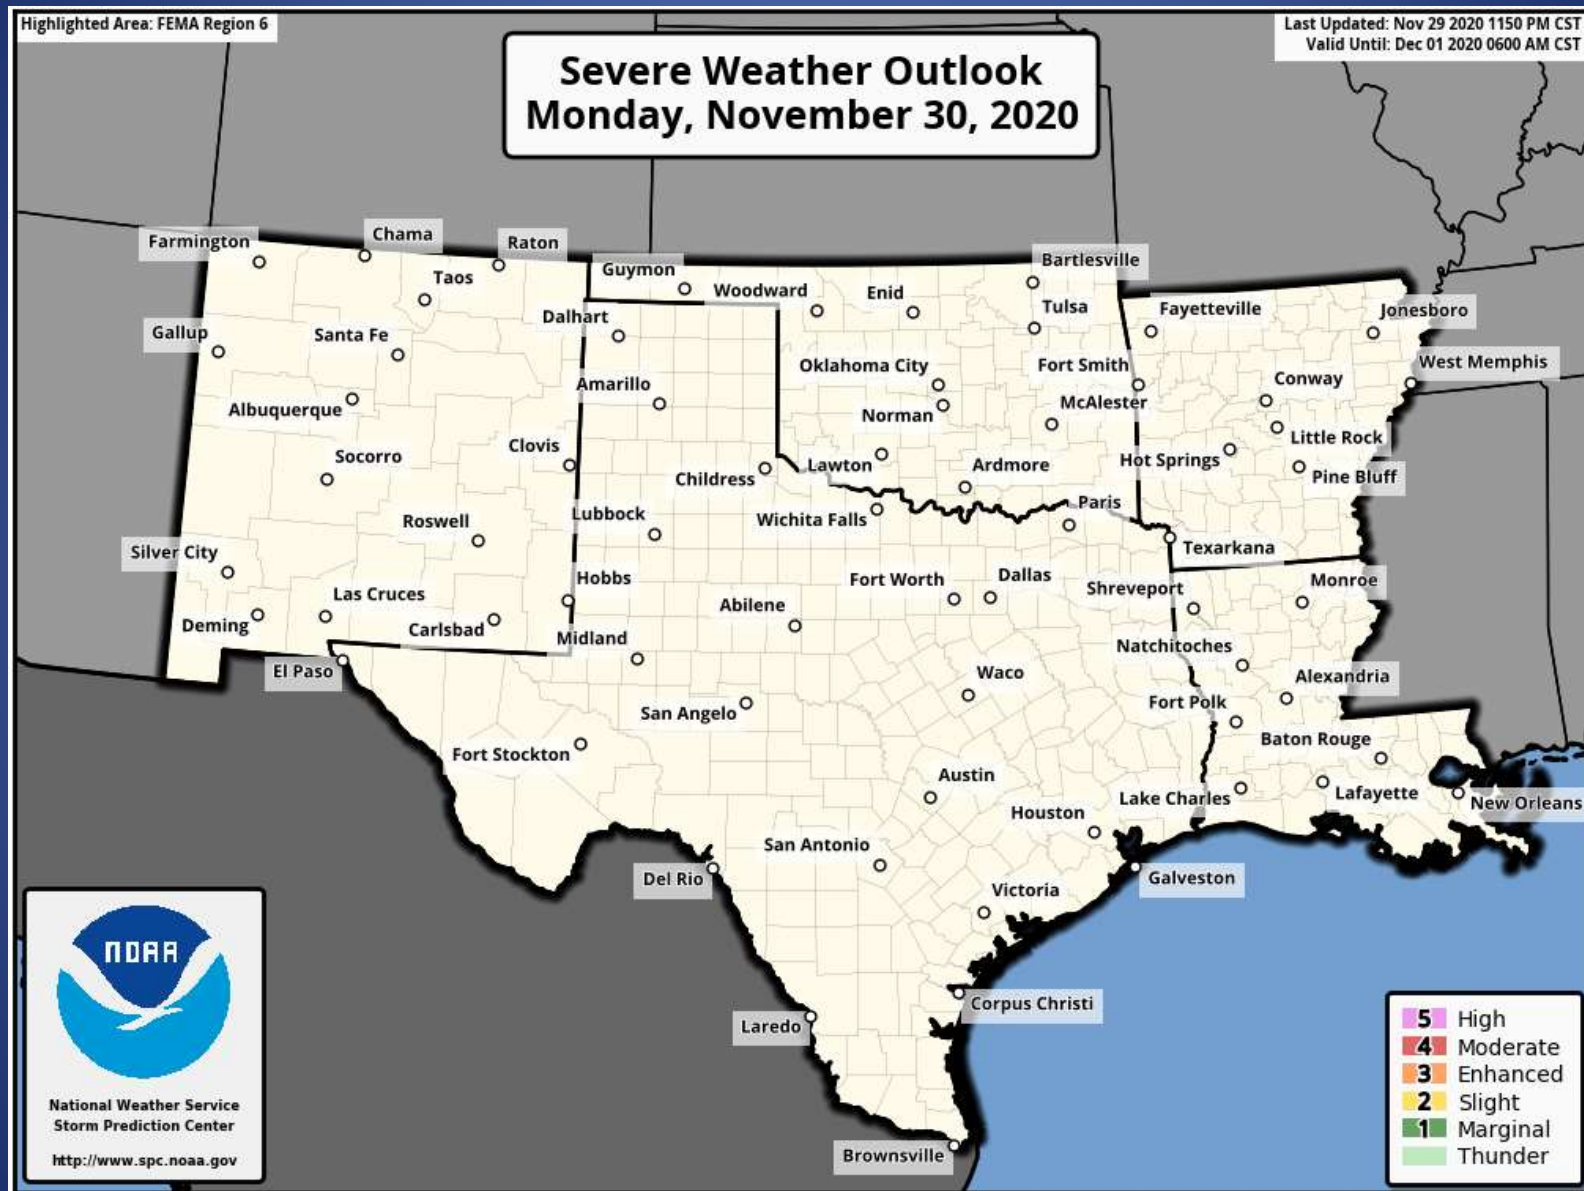 Highlighted Area: FEMA Region 6
Last Updated: Nov 29 2020 1150 PM CST
Valid Until: Dec 01 2020 0600 AM CST
Severe Weather Outlook
Monday, November 30, 2020
Farmington
Chama
Raton
Taos
Guymon
Woodward
Enid
Bartlesville
Tulsa
Fayetteville
Jonesboro
Gallup
Santa Fe
Dalhart
Oklahoma City
Fort Smith
West Memphis
Albuquerque
Amarillo
Norman
McAlester
Conway
Little Rock
Socorro
Clovis
Childress
Lawton
Ardmore
Hot Springs
Pine Bluff
Roswell
Lubbock
Wichita Falls
Paris
Texarkana
Silver City
Las Cruces
Hobbs
Abilene
Fort Worth
Dallas
Shreveport
Monroe
Deming
Carlsbad
Midland
Natchitoches
El Paso
Waco
Alexandria
San Angelo
Fort Polk
Fort Stockton
Baton Rouge
Austin
Houston
Lake Charles
Lafayette
New Orleans
San Antonio
Del Rio
Victoria
Galveston
Corpus Christi
Laredo
Brownsville
NOAA
National Weather Service
Storm Prediction Center
http://www.spc.noaa.gov
5 High
4 Moderate
3 Enhanced
2 Slight
1 Marginal
Thunder